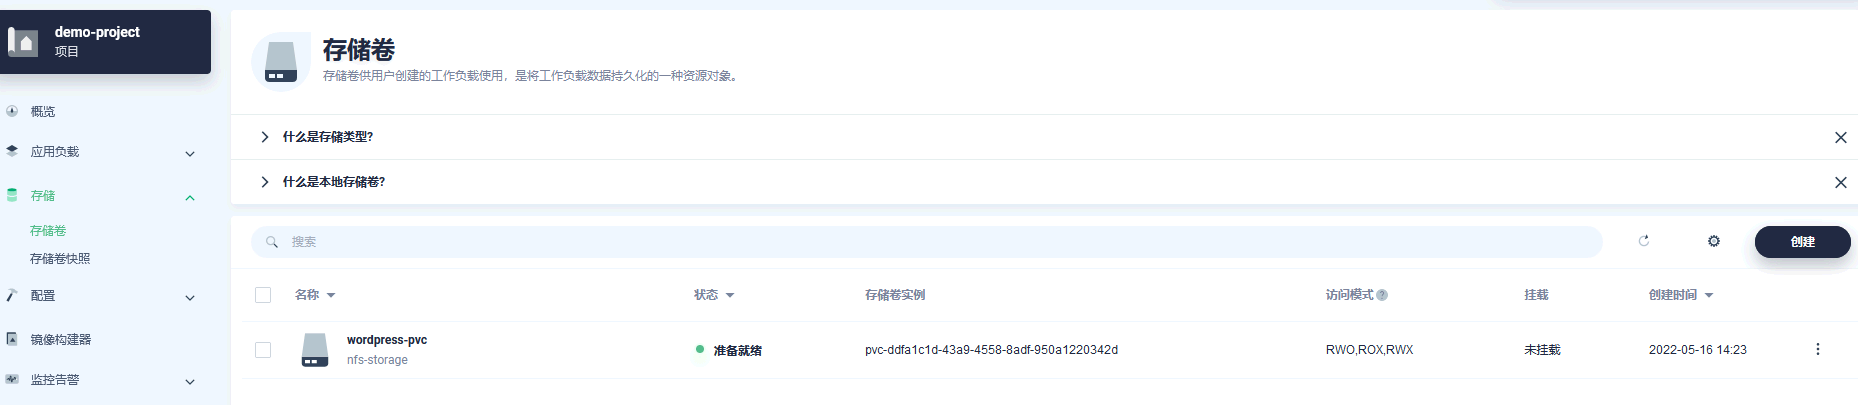 demo-project
项目
概览
应用负载
存储
存储卷
存储卷快照
配置
镜像构建器
监控告警
存储卷
存储卷供用户创建的工作负载使用，是将工作负载数据持久化的一种资源对象。
什么是存储类型?
什么是本地存储卷?
搜索
创建
名称 状态 存储卷实例 访问模式 挂载 创建时间
wordpress-pvc
nfs-storage
准备就绪 pvc-ddfa1c1d-43a9-4558-8adf-950a1220342d RWO,ROX,RWX 未挂载 2022-05-16 14:23